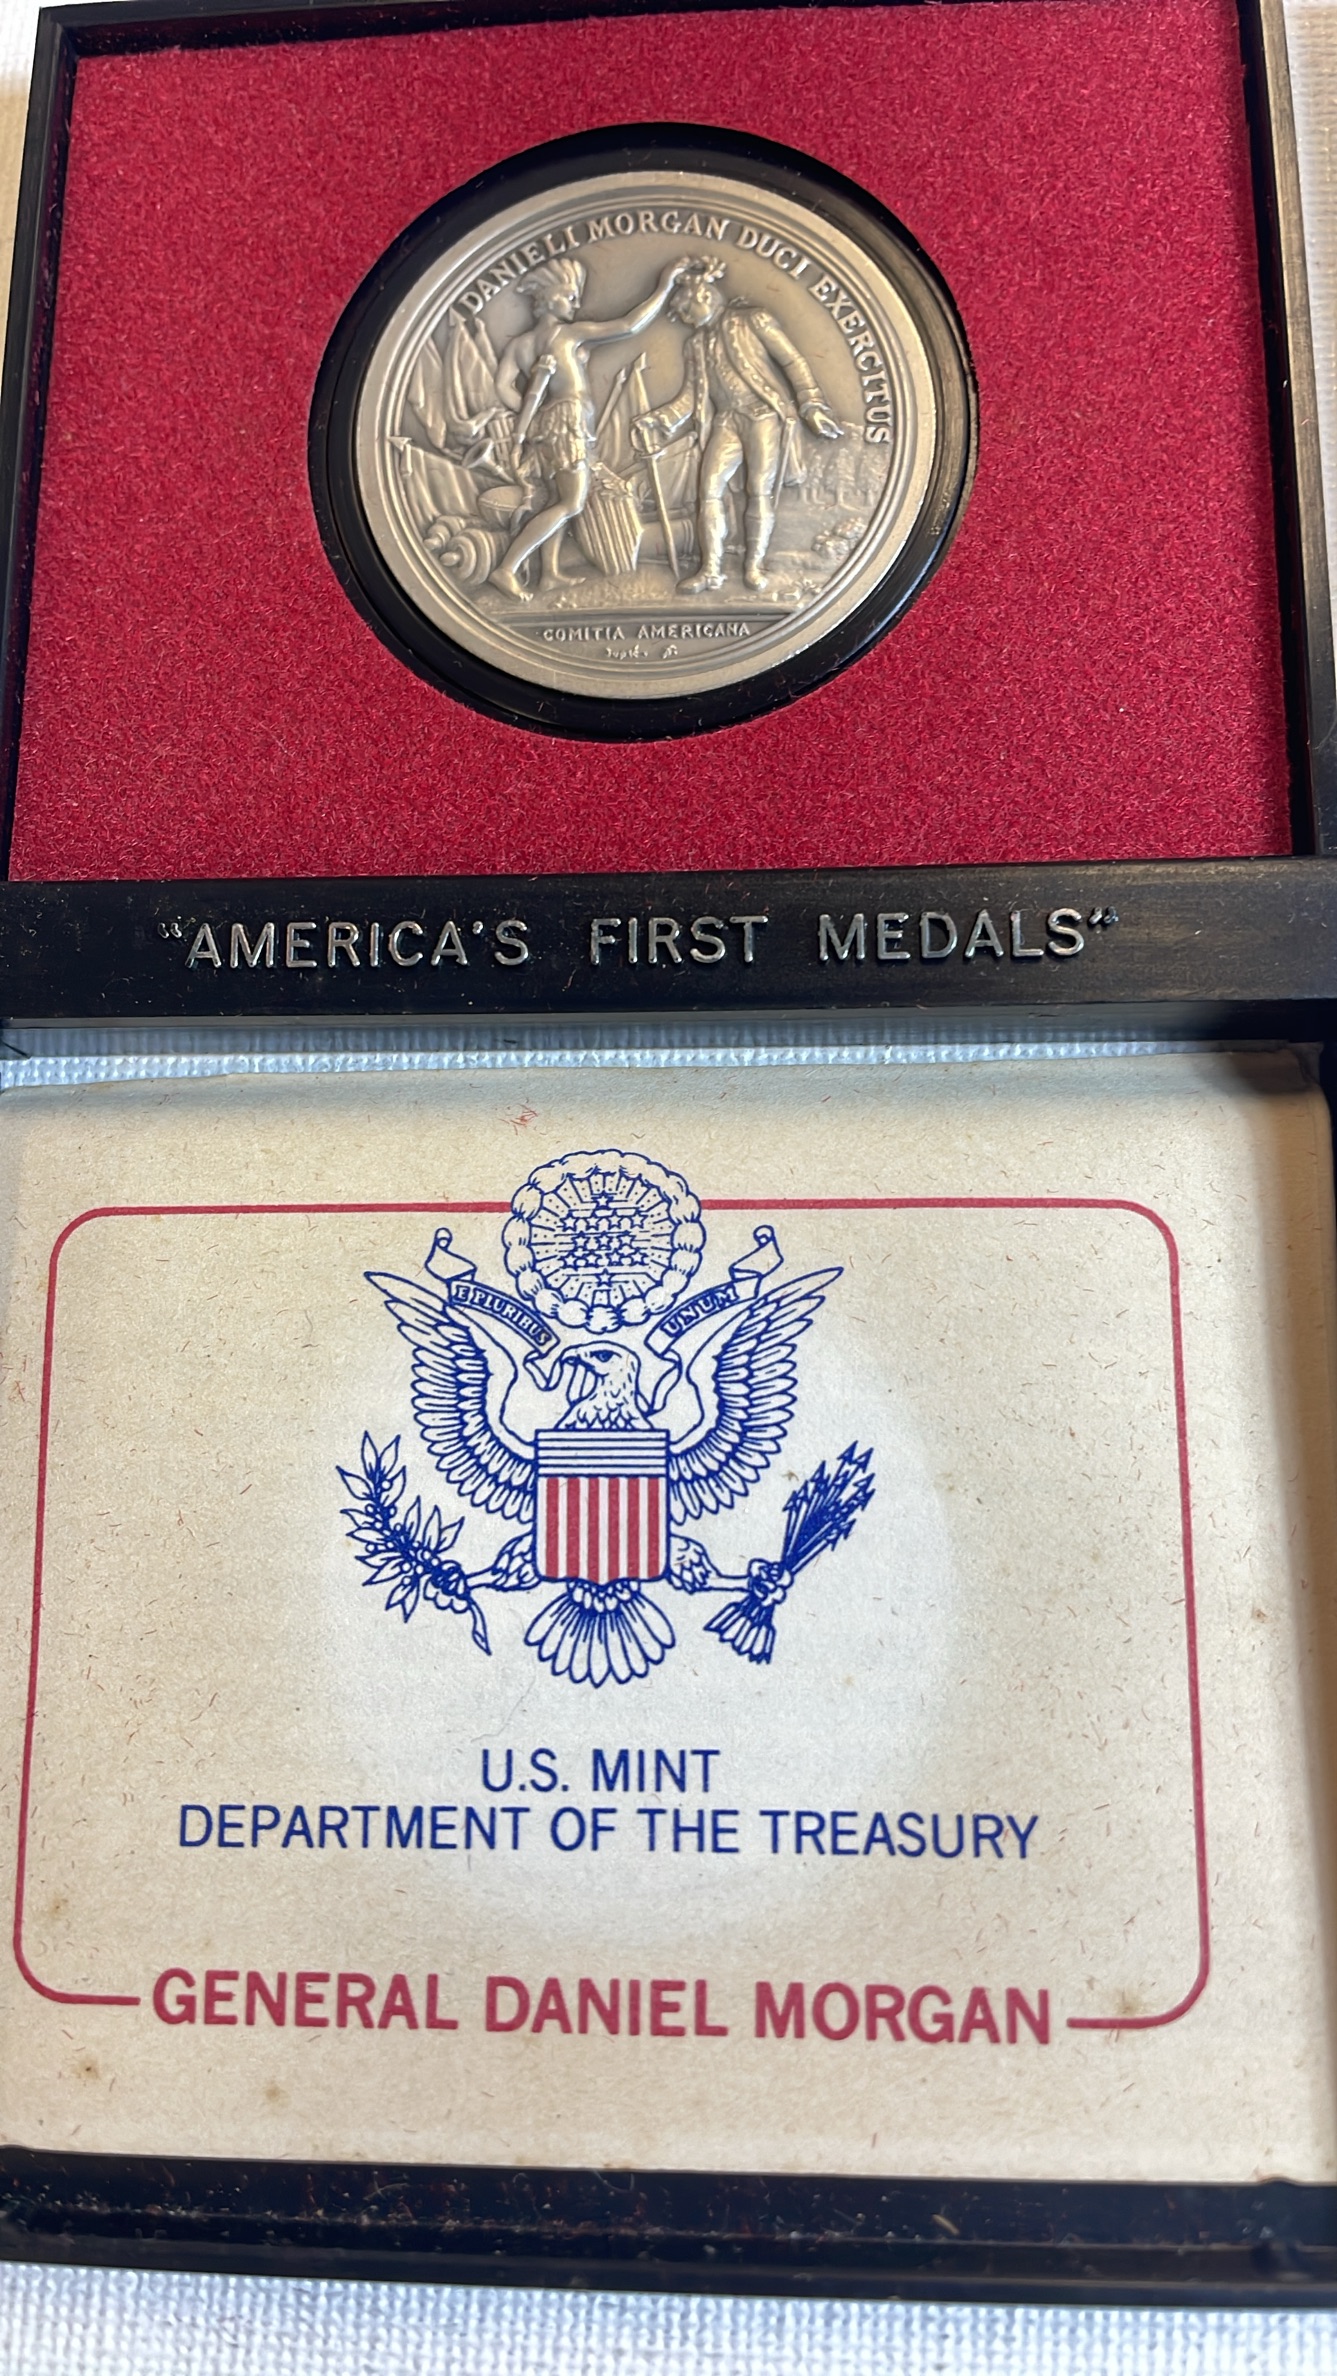 DANIELI MORGAN DUCI EXERCITUS
COMITIA AMERICANA
"AMERICA'S FIRST MEDALS"
E PLURIBUS UNUM
U.S. MINT
DEPARTMENT OF THE TREASURY
GENERAL DANIEL MORGAN